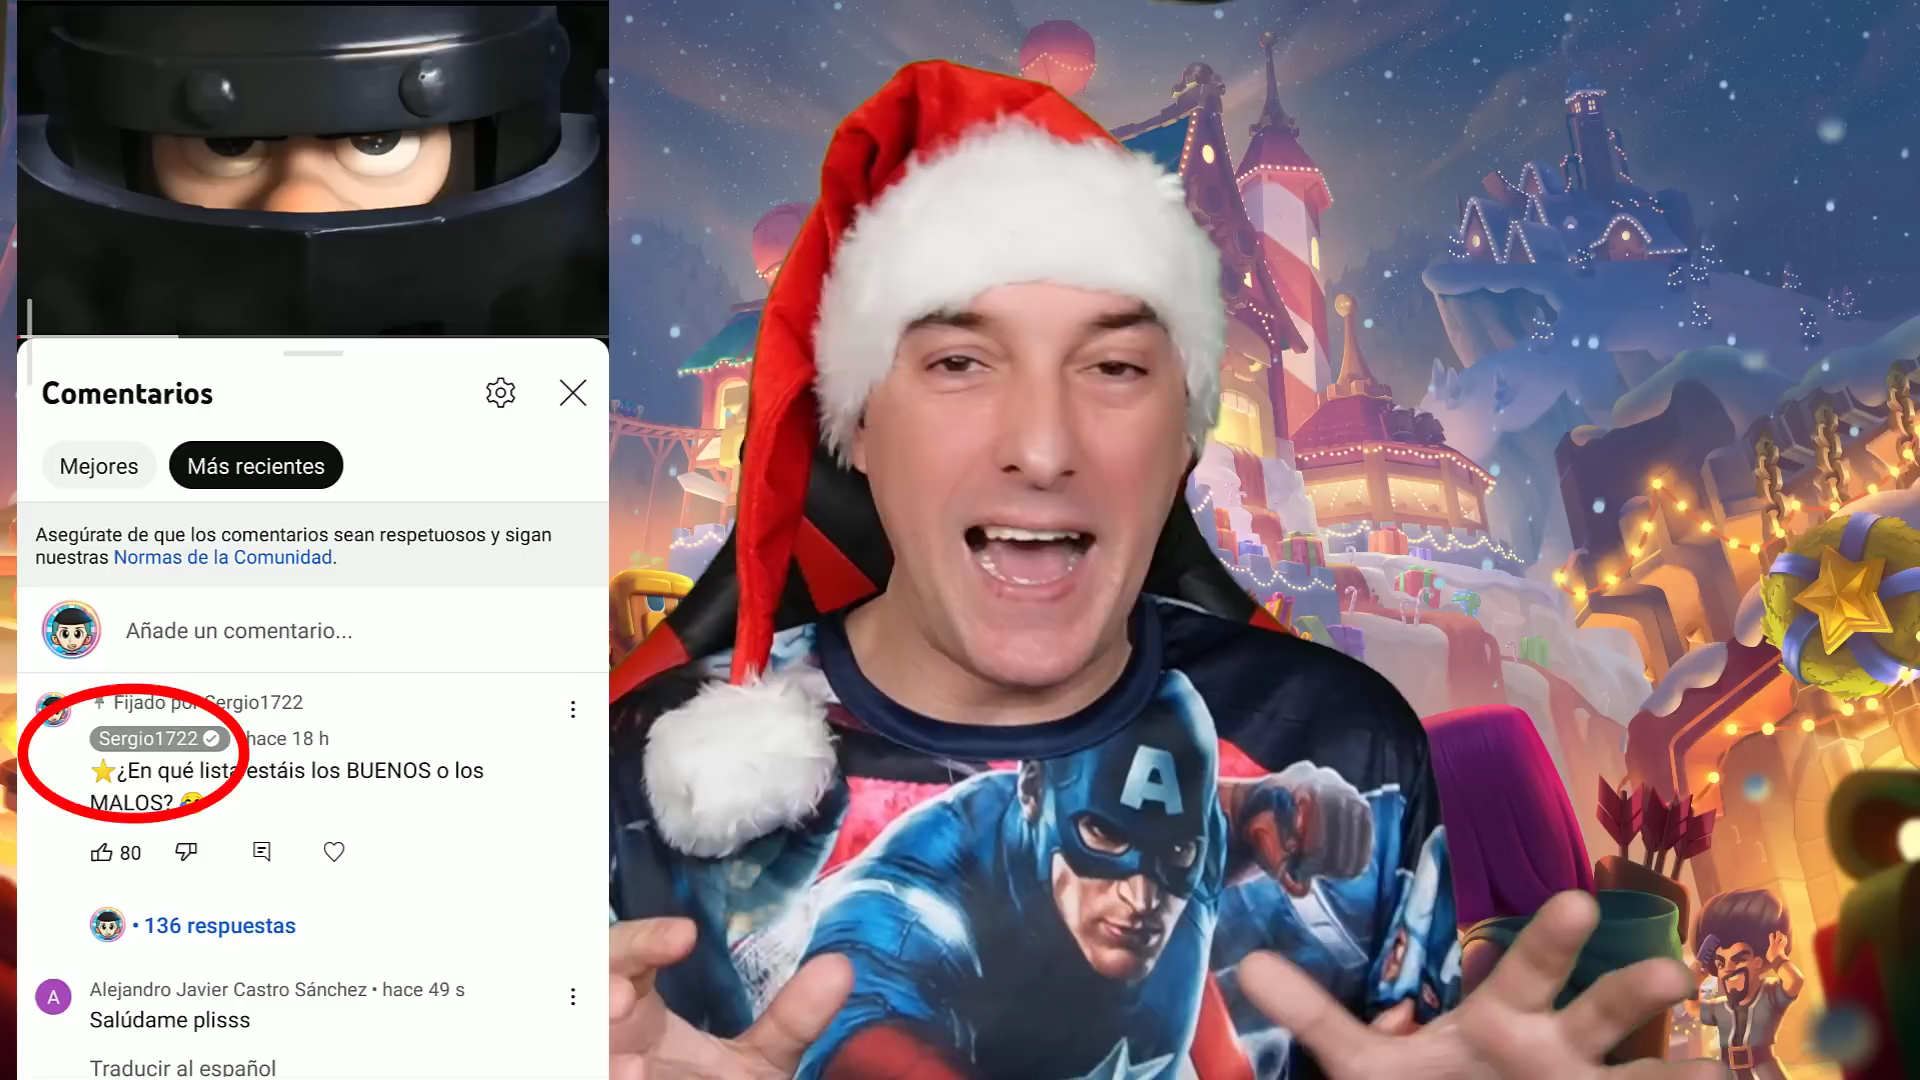 Comentarios
Mejores
Más recientes
Asegúrate de que los comentarios sean respetuosos y sigan
nuestras Normas de la Comunidad.
Añade un comentario...
Fijado por Sergio1722
Sergio1722 hace 18 h
⭐¿En qué lista estáis los BUENOS o los
MALOS? 😂
80
• 136 respuestas
A
Alejandro Javier Castro Sánchez • hace 49 s
Salúdame plisss
Traducir al español
A